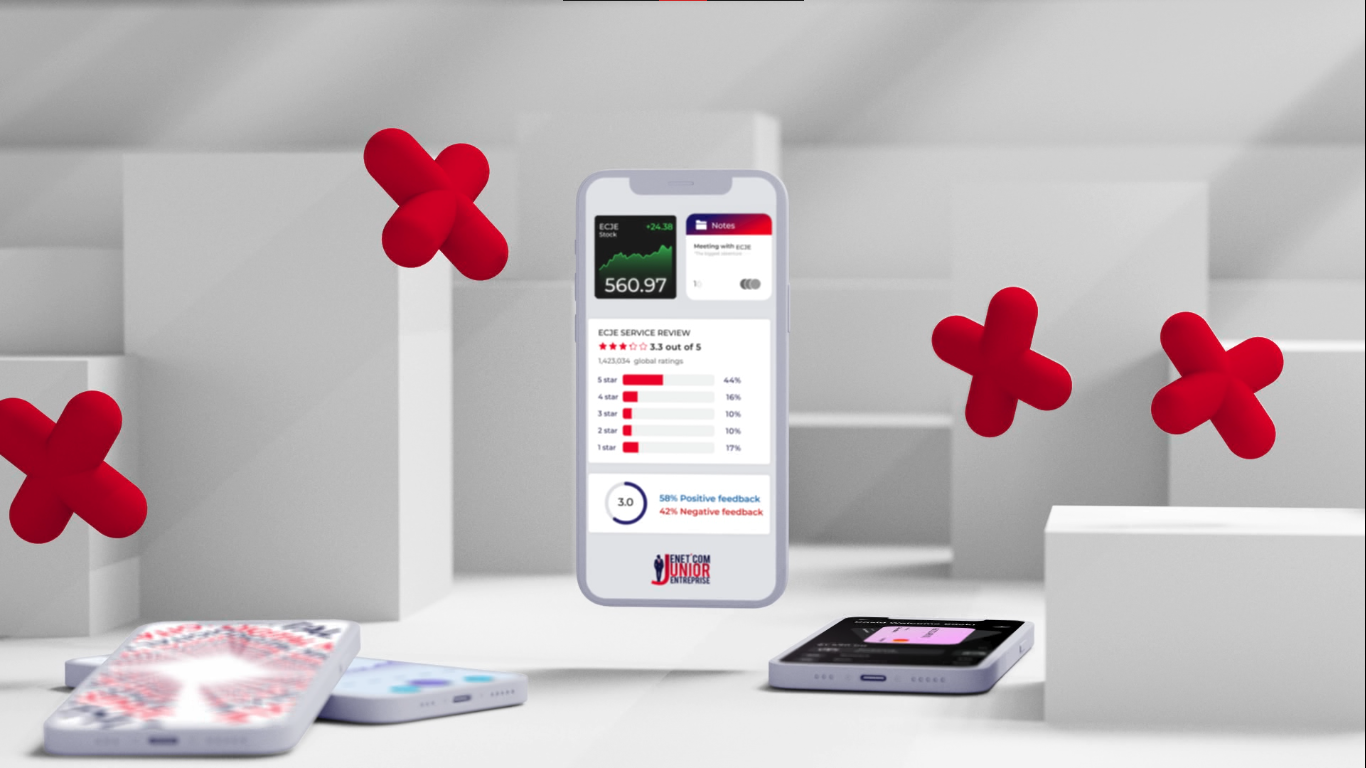 ECJE
Stock
+24.38
560.97
Notes
Meeting with ECJE
ECJE SERVICE REVIEW
3.3 out of 5
1,423,034 global ratings
5 star 44%
4 star 16%
3 star 10%
2 star 10%
1 star 17%
3.0
58% Positive feedback
42% Negative feedback
ENET'COM
JUNIOR
ENTREPRISE